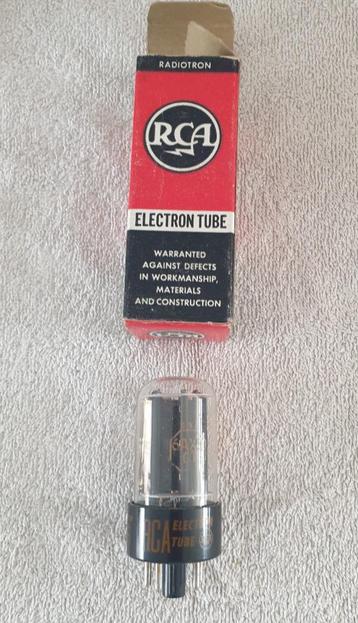 RADIOTRON
RCA
ELECTRON TUBE
WARRANTED
AGAINST DEFECTS
IN WORKMANSHIP,
MATERIALS
AND CONSTRUCTION
RCA ELECTRON
TUBE